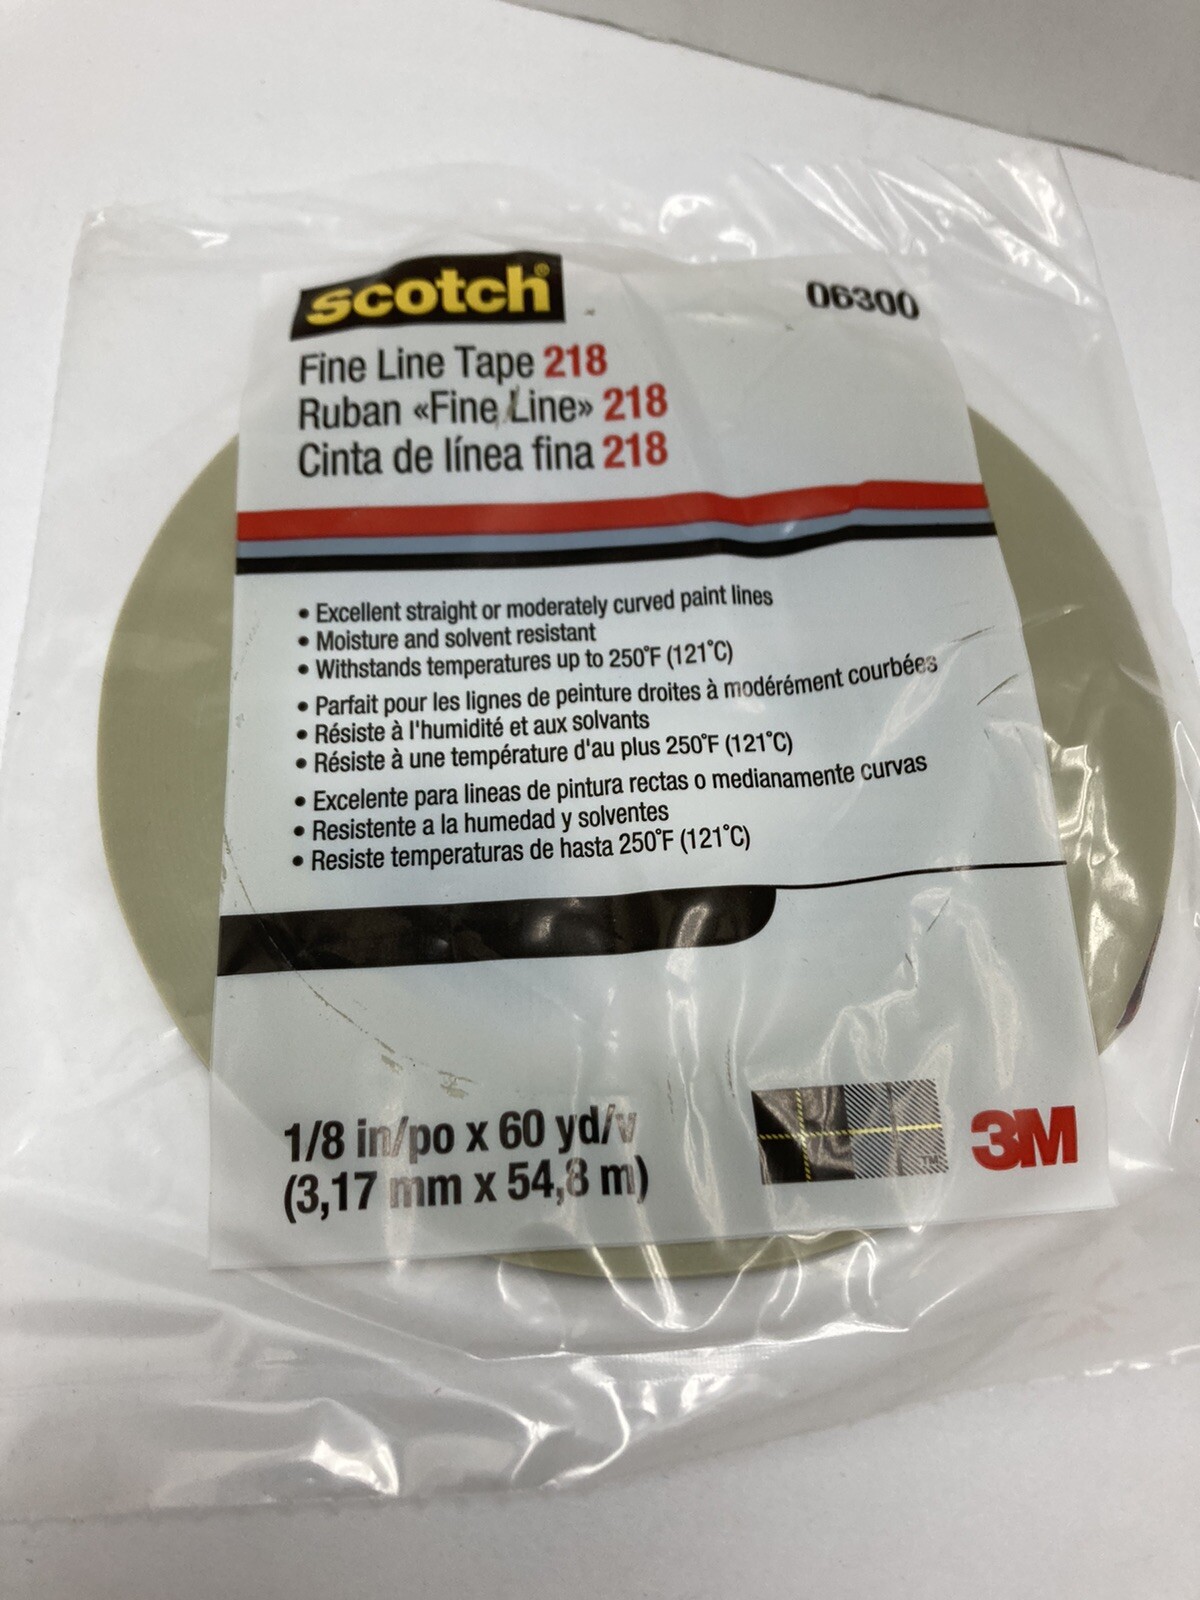 scotch®
06300
Fine Line Tape 218
Ruban «Fine Line» 218
Cinta de línea fina 218
• Excellent straight or moderately curved paint lines
• Moisture and solvent resistant
• Withstands temperatures up to 250°F (121°C)
• Parfait pour les lignes de peinture droites à modérément courbées
• Résiste à l'humidité et aux solvants
• Résiste à une température d'au plus 250°F (121°C)
• Excelente para lineas de pintura rectas o medianamente curvas
• Resistente a la humedad y solventes
• Resiste temperaturas de hasta 250°F (121°C)
1/8 in/po x 60 yd/v
(3,17 mm x 54,8 m)
TM
3M